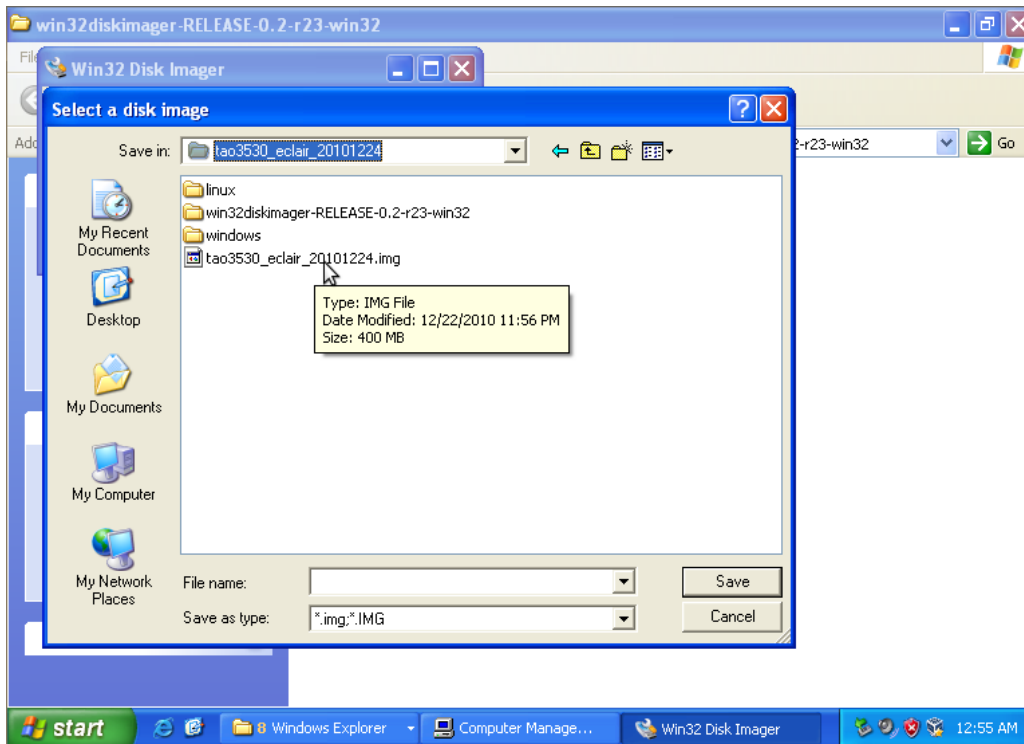 win32diskimager-RELEASE-0.2-r23-win32
File
Win32 Disk Imager
Select a disk image
Add
Save in:
tao3530_eclair_20101224
2-r23-win32
Go
linux
win32diskimager-RELEASE-0.2-r23-win32
windows
tao3530_eclair_20101224.img
My Recent
Documents
Type: IMG File
Date Modified: 12/22/2010 11:56 PM
Size: 400 MB
Desktop
My Documents
My Computer
My Network
Places
File name:
Save
Save as type:
*.img;*.IMG
Cancel
start
8 Windows Explorer
Computer Manage...
Win32 Disk Imager
12:55 AM